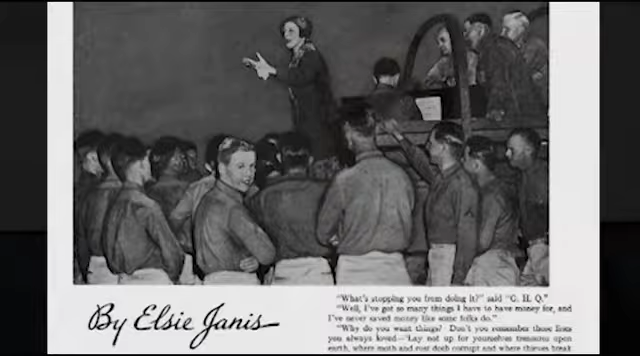 By Elsie Janis
"What's stopping you from doing it?" said "G. H. Q."
"Well, I've got so many things I have to have money for, and
I've never saved money like some folks do."
"Why do you want things? Don't you remember those lines
you always loved—'Lay not up for yourselves treasures upon
earth, where moth and rust doth corrupt and where thieves break